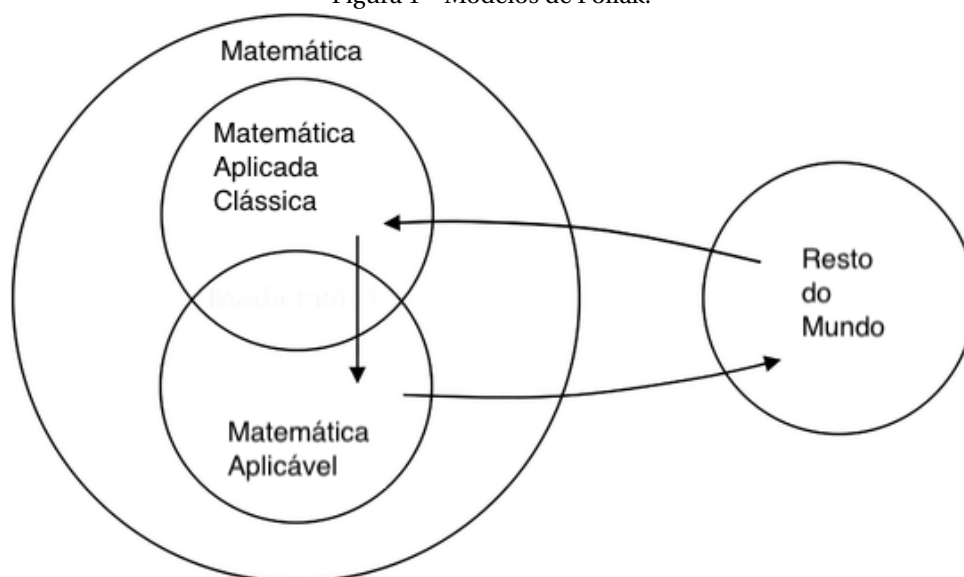 Matemática
Matemática
Aplicada
Clássica
Resto
do
Mundo
Matemática
Aplicável